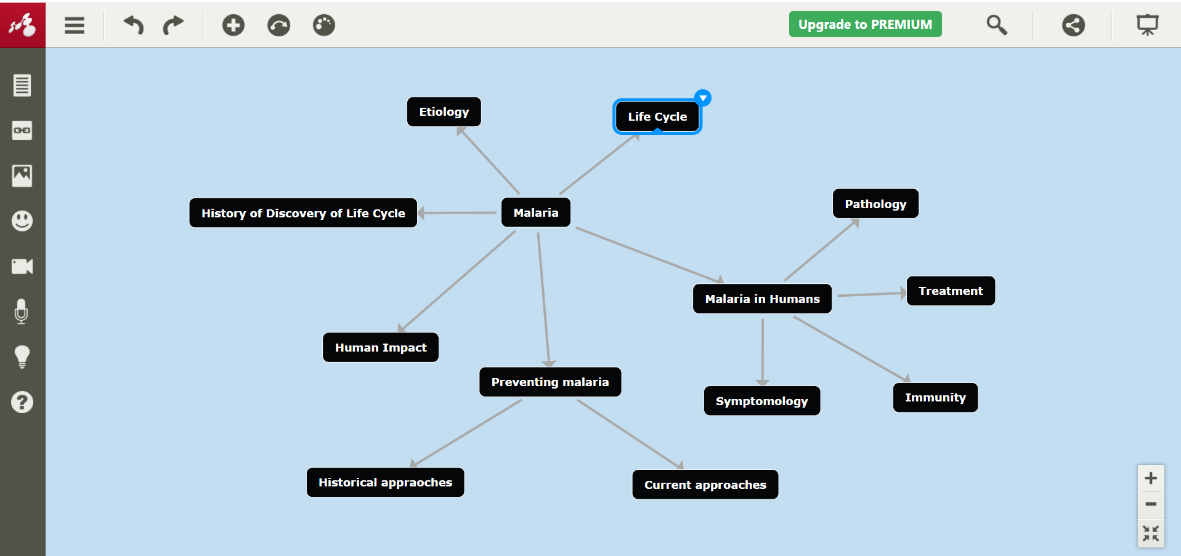 Upgrade to PREMIUM
Etiology
Life Cycle
History of Discovery of Life Cycle
Malaria
Pathology
Malaria in Humans
Treatment
Human Impact
Preventing malaria
Symptomology
Immunity
Historical appraoches
Current approaches